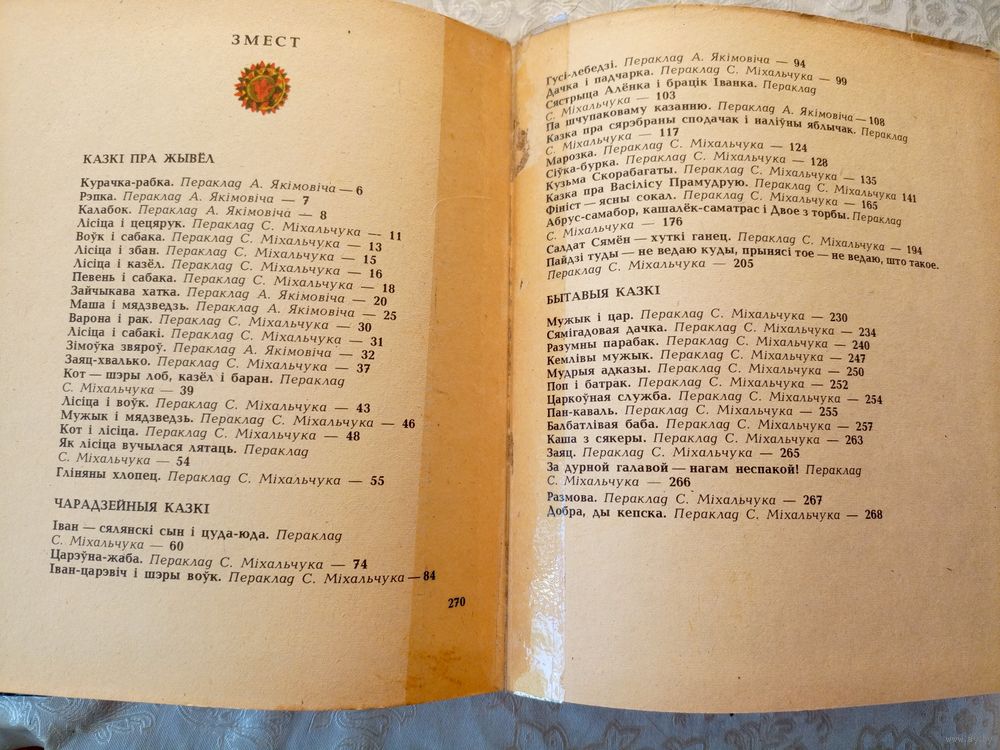 ЗМЕСТ
КАЗКІ ПРА ЖЫВЁЛ
Курачка-рабка. Пераклад А. Якімовіча — 6
Рэпка. Пераклад А. Якімовіча — 7
Калабок. Пераклад А. Якімовіча — 8
Лісіца і цецярук. Пераклад С. Міхальчука — 11
Воўк і сабака. Пераклад С. Міхальчука — 13
Лісіца і збан. Пераклад С. Міхальчука — 15
Лісіца і казёл. Пераклад С. Міхальчука — 16
Певень і сабака. Пераклад С. Міхальчука — 18
Зайчыкава хатка. Пераклад А. Якімовіча — 20
Маша і мядзведзь. Пераклад А. Якімовіча — 25
Варона і рак. Пераклад С. Міхальчука — 30
Лісіца і сабакі. Пераклад С. Міхальчука — 31
Зімоўка звяроў. Пераклад А. Якімовіча — 32
Заяц-хвалько. Пераклад С. Міхальчука — 37
Кот — шэры лоб, казёл і баран. Пераклад
С. Міхальчука — 39
Лісіца і воўк. Пераклад С. Міхальчука — 43
Мужык і мядзведзь. Пераклад С. Міхальчука — 46
Кот і лісіца. Пераклад С. Міхальчука — 48
Як лісіца вучылася лятаць. Пераклад
С. Міхальчука — 54
Гліняны хлопец. Пераклад С. Міхальчука — 55
ЧАРАДЗЕЙНЫЯ КАЗКІ
Іван — сялянскі сын і цуда-юда. Пераклад
С. Міхальчука — 60
Царэўна-жаба. Пераклад С. Міхальчука — 74
Іван-царэвіч і шэры воўк. Пераклад С. Міхальчука — 84
270
Гусі-лебедзі. Пераклад А. Якімовіча — 94
Дачка і падчарка. Пераклад С. Міхальчука — 99
Сястрыца Алёнка і брацік Іванка. Пераклад
С. Міхальчука — 103
Па шчупаковаму казанню. Пераклад А. Якімовіча — 108
Казка пра сярэбраны сподачак і наліўны яблычак. Пераклад
С. Міхальчука — 117
Марозка. Пераклад С. Міхальчука — 124
Сіўка-бурка. Пераклад С. Міхальчука — 128
Кузьма Скорабагаты. Пераклад С. Міхальчука — 135
Казка пра Васілісу Прамудрую. Пераклад С. Міхальчука 141
Фініст — ясны сокал. Пераклад С. Міхальчука — 165
Абрус-самабор, кашалёк-саматрас і Двое з торбы. Пераклад
С. Міхальчука — 176
Салдат Сямён — хуткі ганец. Пераклад С. Міхальчука — 194
Пайдзі туды — не ведаю куды, прынясі тое — не ведаю, што такое.
Пераклад С. Міхальчука — 205
БЫТАВЫЯ КАЗКІ
Мужык і цар. Пераклад С. Міхальчука — 230
Сямігадовая дачка. Пераклад С. Міхальчука — 234
Разумны парабак. Пераклад С. Міхальчука — 240
Кемлівы мужык. Пераклад С. Міхальчука — 247
Мудрыя адказы. Пераклад С. Міхальчука — 250
Поп і батрак. Пераклад С. Міхальчука — 252
Царкоўная служба. Пераклад С. Міхальчука — 254
Пан-каваль. Пераклад С. Міхальчука — 255
Балбатлівая баба. Пераклад С. Міхальчука — 257
Каша з сякеры. Пераклад С. Міхальчука — 263
Заяц. Пераклад С. Міхальчука — 265
За дурной галавой — нагам неспакой! Пераклад
С. Міхальчука — 266
Размова. Пераклад С. Міхальчука — 267
Добра, ды кепска. Пераклад С. Міхальчука — 268